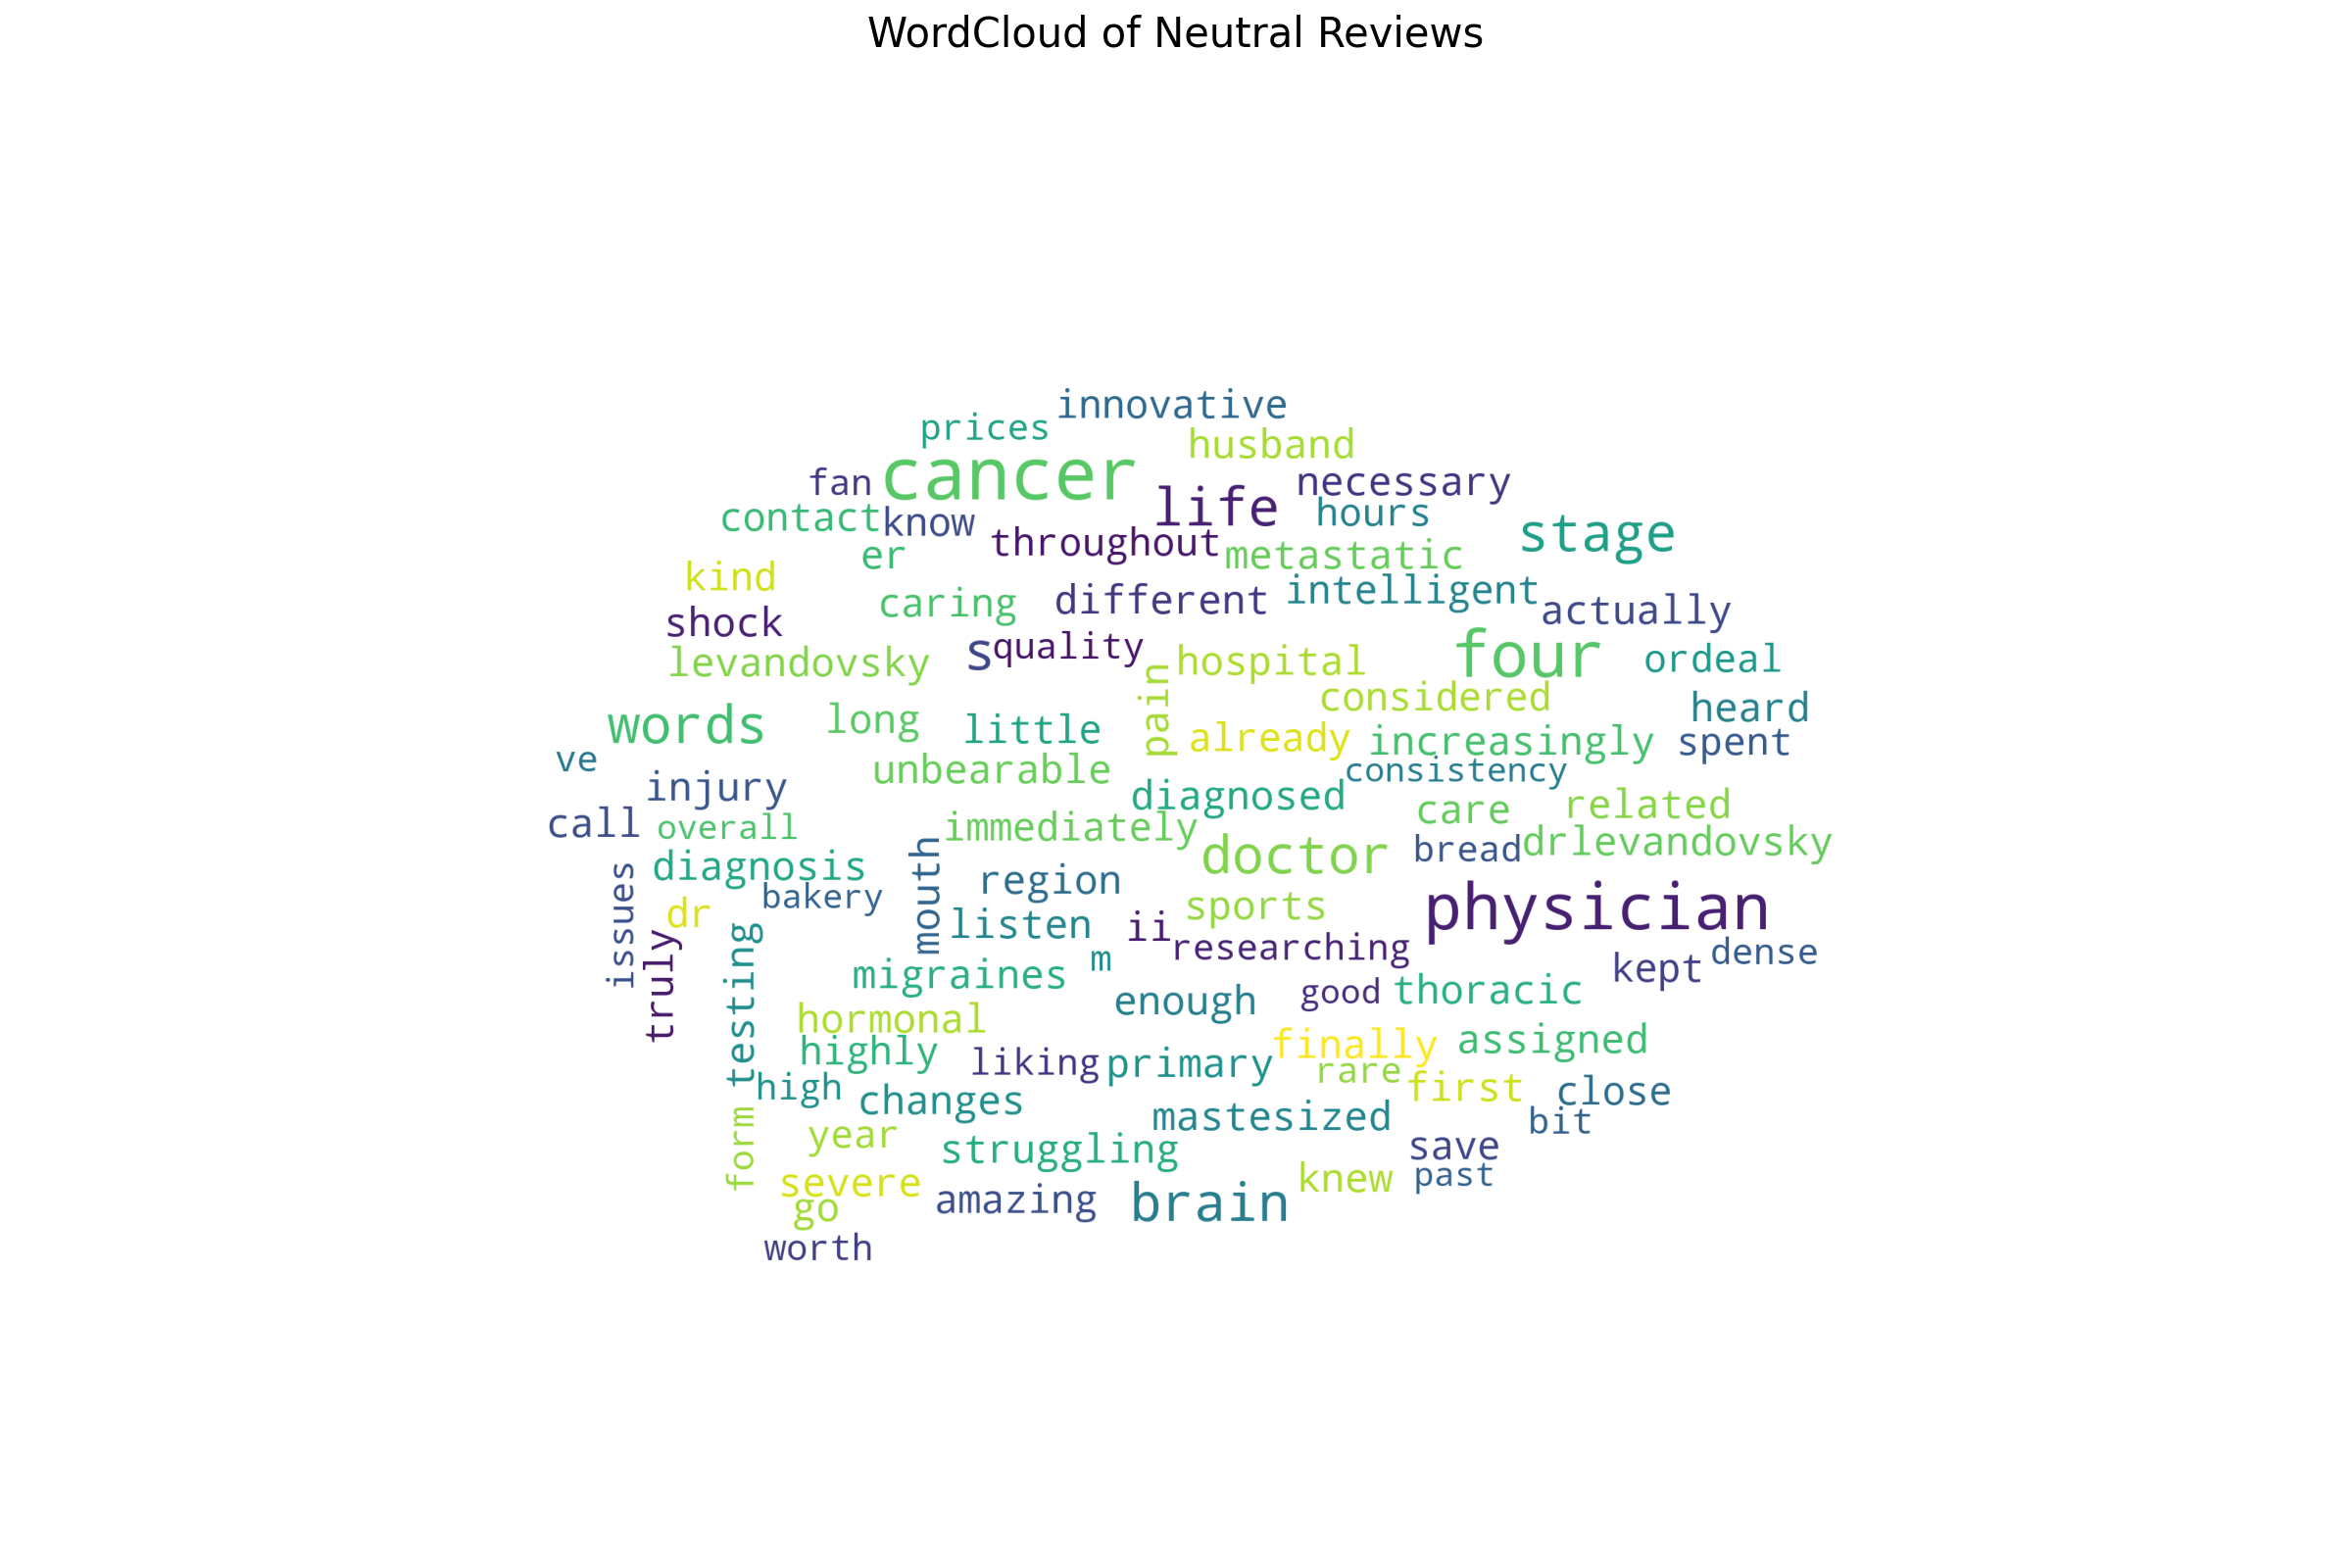 WordCloud of Neutral Reviews
innovative
prices
husband
cancer
fan
necessary
life
contact
know
hours
stage
throughout
er
metastatic
kind
caring
different
intelligent
actually
shock
s
quality
levandovsky
hospital
four
ordeal
pain
considered
words
long
little
already
increasingly
heard
spent
ve
unbearable
consistency
injury
diagnosed
care
related
call
overall
immediately
doctor
bread
drlevandovsky
diagnosis
mouth
region
issues
bakery
dr
sports
physician
listen
ii
researching
truly
testing
migraines
m
kept
dense
enough
good
thoracic
hormonal
highly
liking
primary
finally
assigned
rare
high
changes
first
close
form
year
mastesized
bit
struggling
save
severe
knew
past
go
amazing
brain
worth